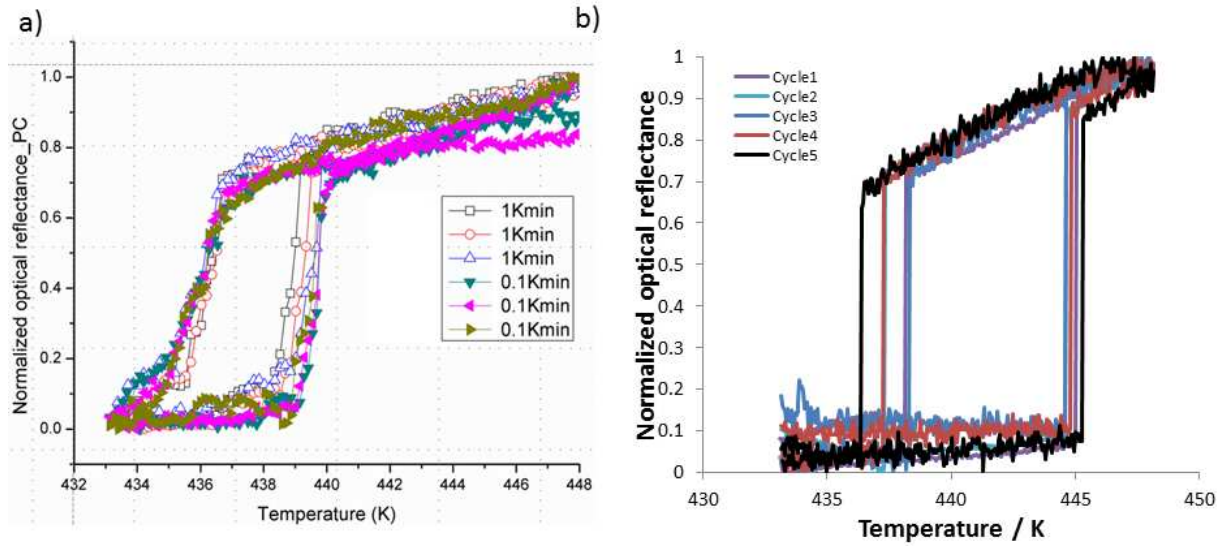 a)
Normalized optical reflectance_PC
1.0
0.8
0.6
0.4
0.2
0.0
1Kmin
1Kmin
1Kmin
0.1Kmin
0.1Kmin
0.1Kmin
432 434 436 438 440 442 444 446 448
Temperature (K)
b)
Normalized optical reflectance
1
0.9
0.8
0.7
0.6
0.5
0.4
0.3
0.2
0.1
0
Cycle1
Cycle2
Cycle3
Cycle4
Cycle5
430 435 440 445 450
Temperature / K